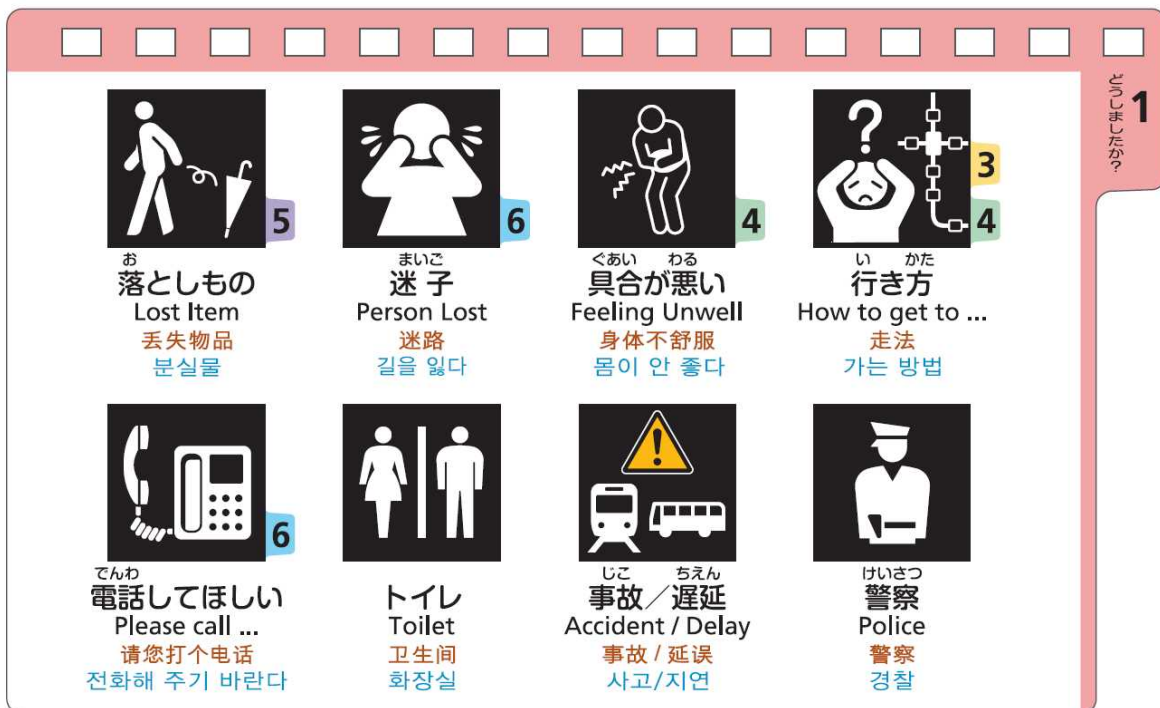 1
どうしましたか?
5
お
落としもの
Lost Item
丢失物品
분실물
6
まいご
迷子
Person Lost
迷路
길을 잃다
4
ぐあい わる
具合が悪い
Feeling Unwell
身体不舒服
몸이 안 좋다
?
3
4
い かた
行き方
How to get to ...
走法
가는 방법
6
でんわ
電話してほしい
Please call ...
请您打个电话
전화해 주기 바란다
トイレ
Toilet
卫生间
화장실
!
じこ ちえん
事故/遅延
Accident / Delay
事故 / 延误
사고/지연
けいさつ
警察
Police
警察
경찰